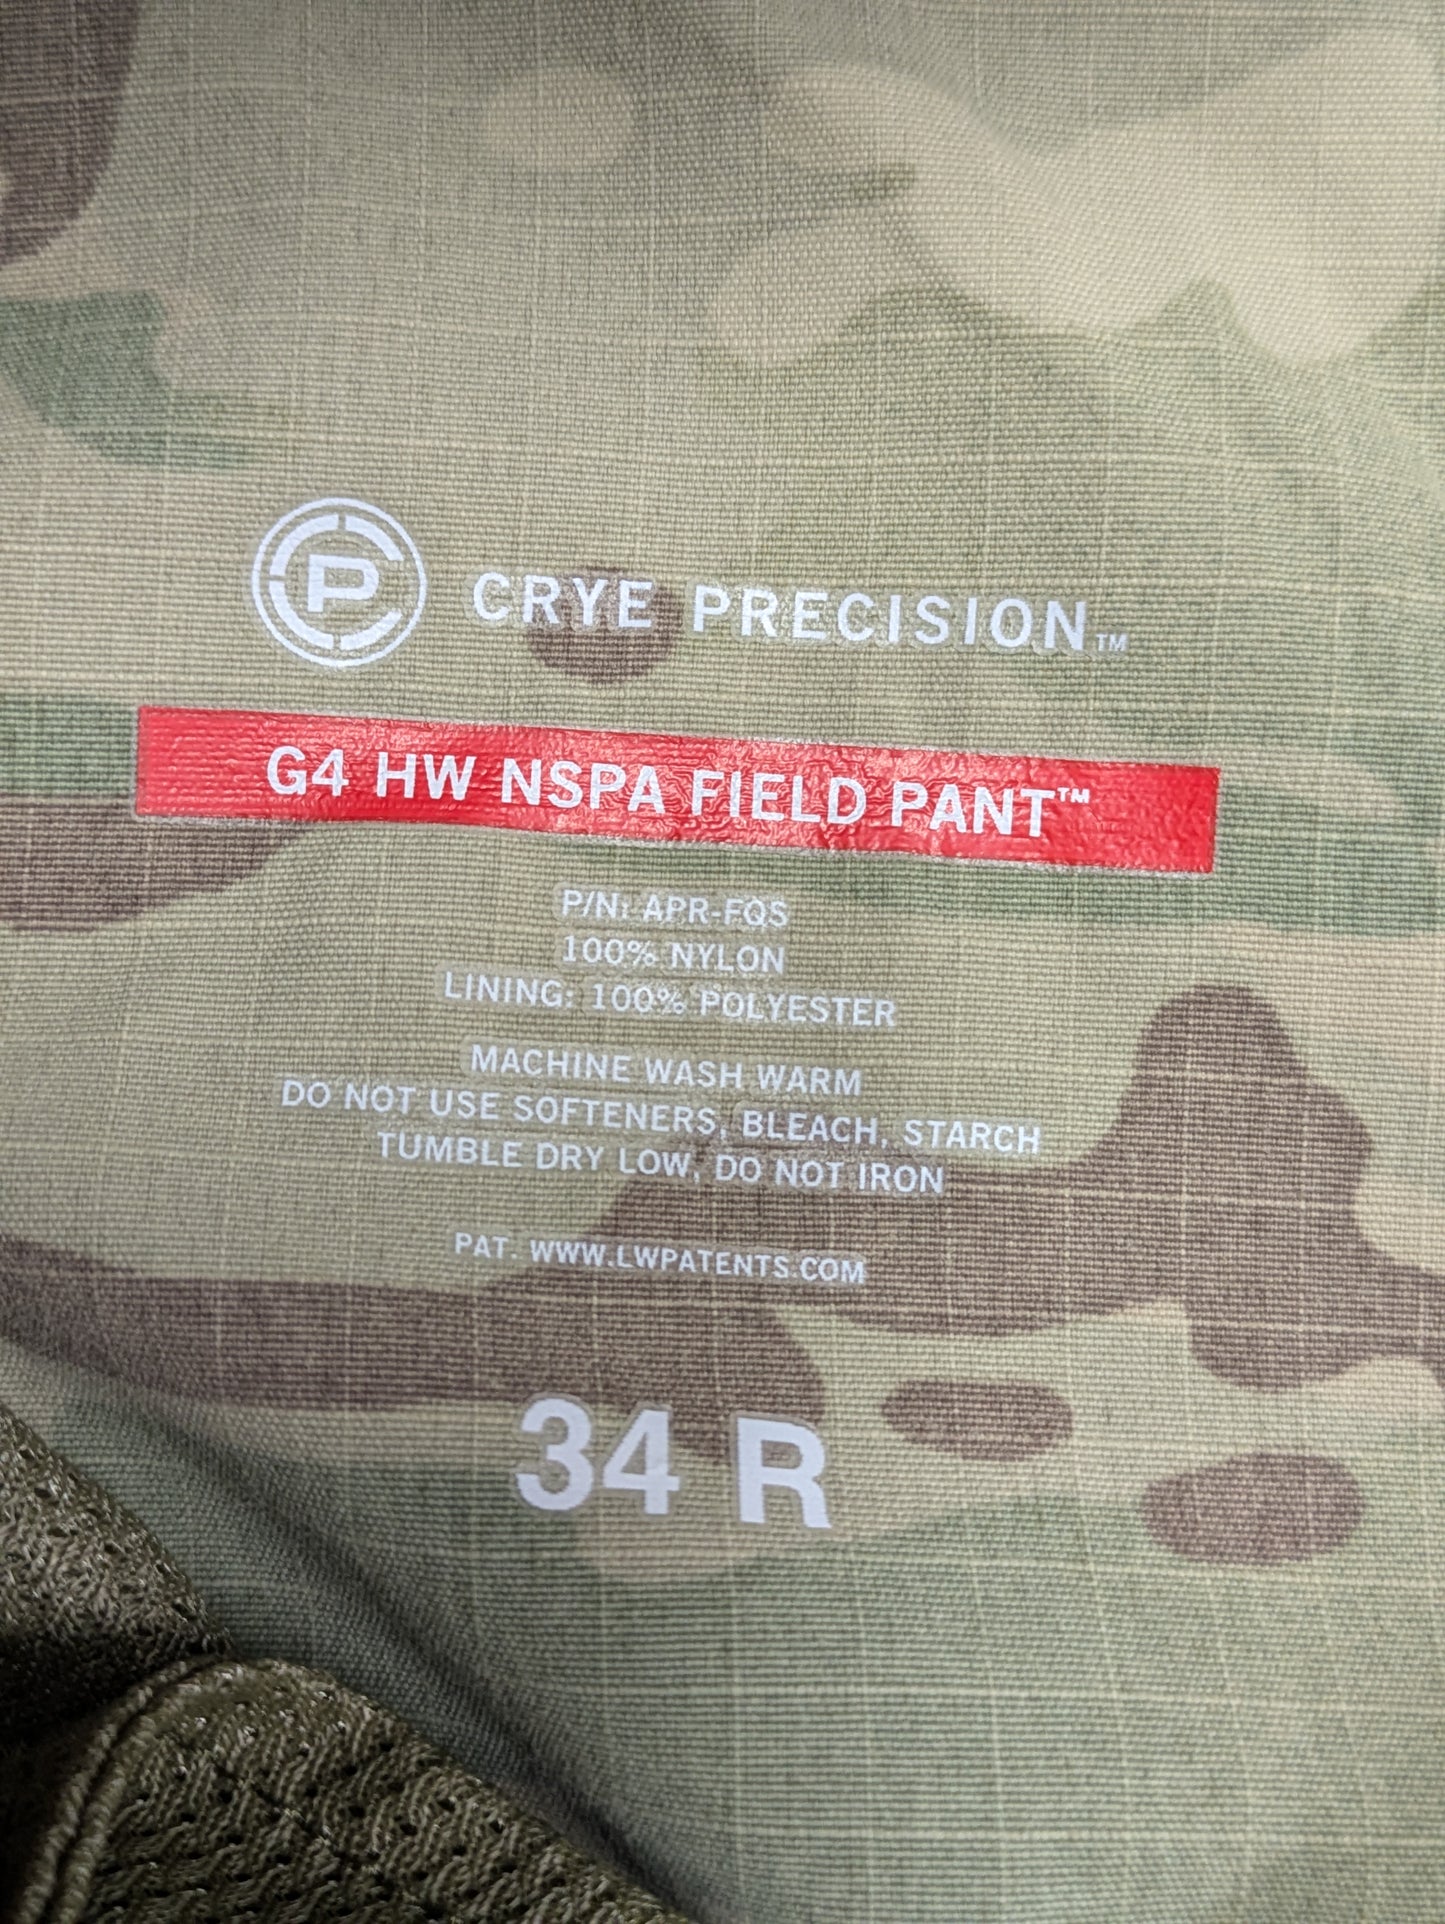 CP CRYE PRECISION™
G4 HW NSPA FIELD PANT™
P/N: APR-FQS
100% NYLON
LINING: 100% POLYESTER
MACHINE WASH WARM
DO NOT USE SOFTENERS, BLEACH, STARCH
TUMBLE DRY LOW, DO NOT IRON
PAT. WWW.LWPATENTS.COM
34 R